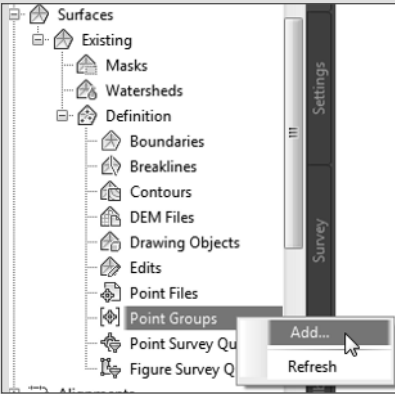 Surfaces
Existing
Masks
Watersheds
Definition
Boundaries
Breaklines
Contours
DEM Files
Drawing Objects
Edits
Point Files
Point Groups
Add...
Point Survey Qu
Refresh
Figure Survey Q
Settings
Survey